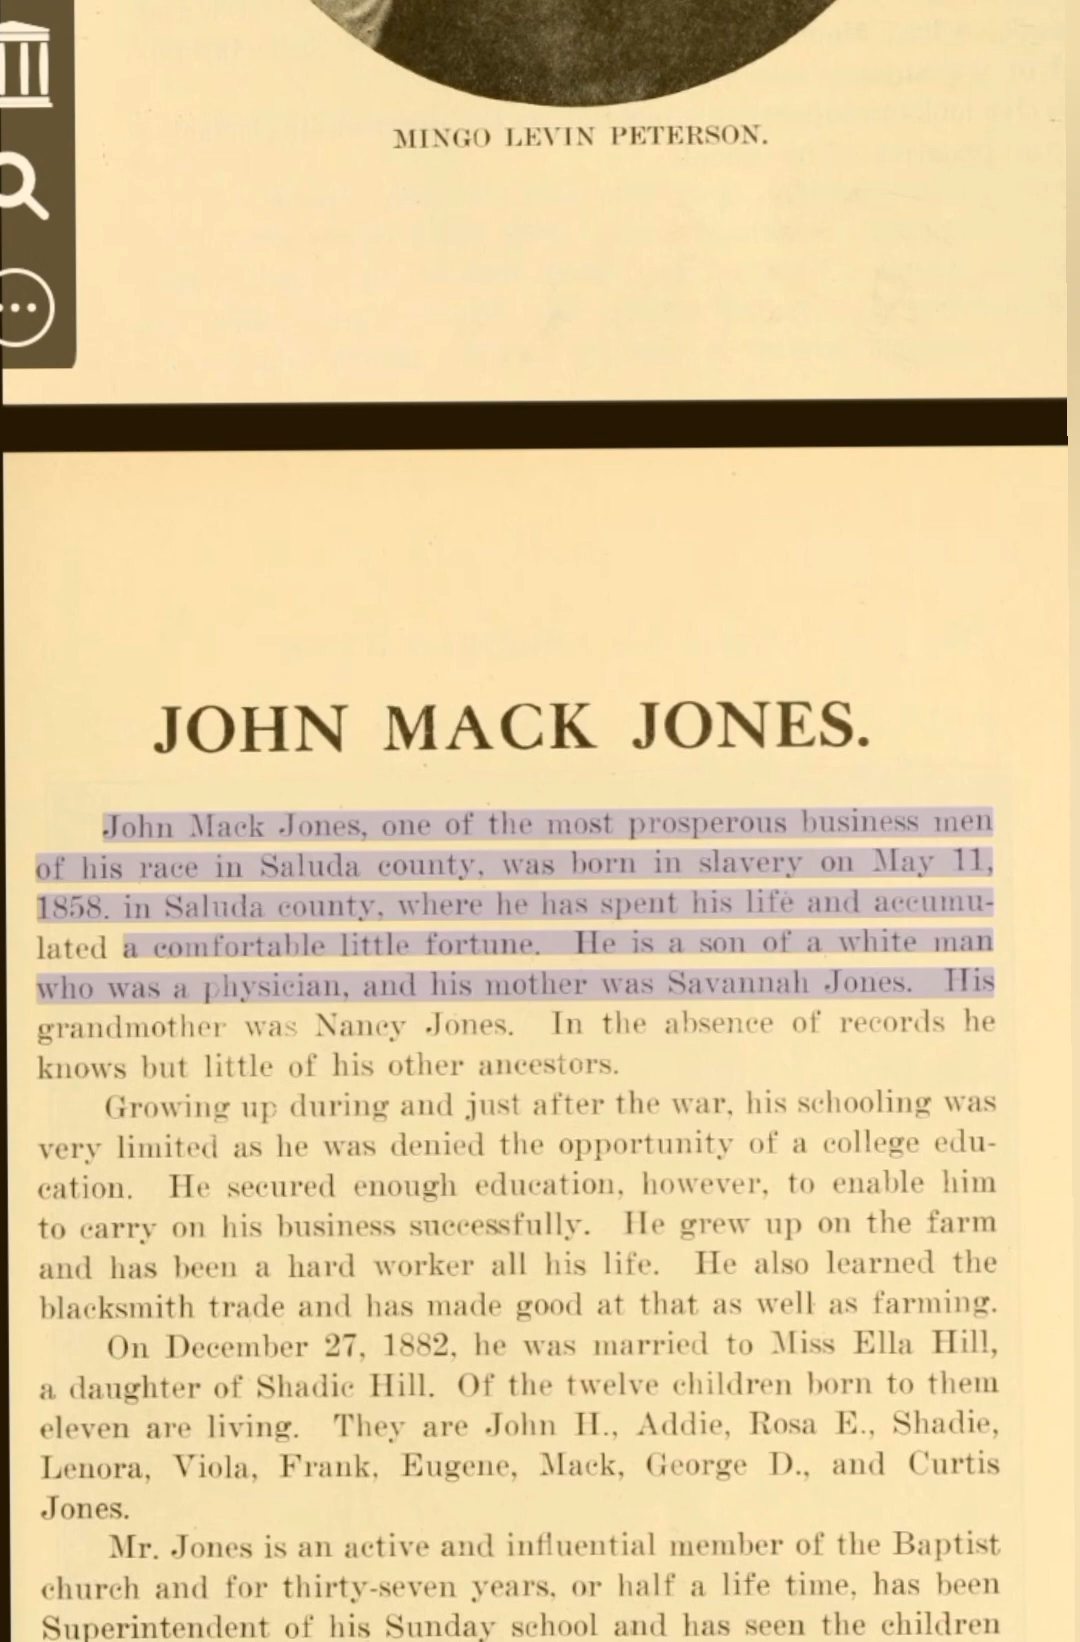 MINGO LEVIN PETERSON.
JOHN MACK JONES.
John Mack Jones, one of the most prosperous business men
of his race in Saluda county, was born in slavery on May 11,
1858. in Saluda county, where he has spent his life and accumu-
lated a comfortable little fortune. He is a son of a white man
who was a physician, and his mother was Savannah Jones. His
grandmother was Nancy Jones. In the absence of records he
knows but little of his other ancestors.
Growing up during and just after the war, his schooling was
very limited as he was denied the opportunity of a college edu-
cation. He secured enough education, however, to enable him
to carry on his business successfully. He grew up on the farm
and has been a hard worker all his life. He also learned the
blacksmith trade and has made good at that as well as farming.
On December 27, 1882, he was married to Miss Ella Hill,
a daughter of Shadie Hill. Of the twelve children born to them
eleven are living. They are John H., Addie, Rosa E., Shadie,
Lenora, Viola, Frank, Eugene, Mack, George D., and Curtis
Jones.
Mr. Jones is an active and influential member of the Baptist
church and for thirty-seven years, or half a life time, has been
Superintendent of his Sunday school and has seen the children